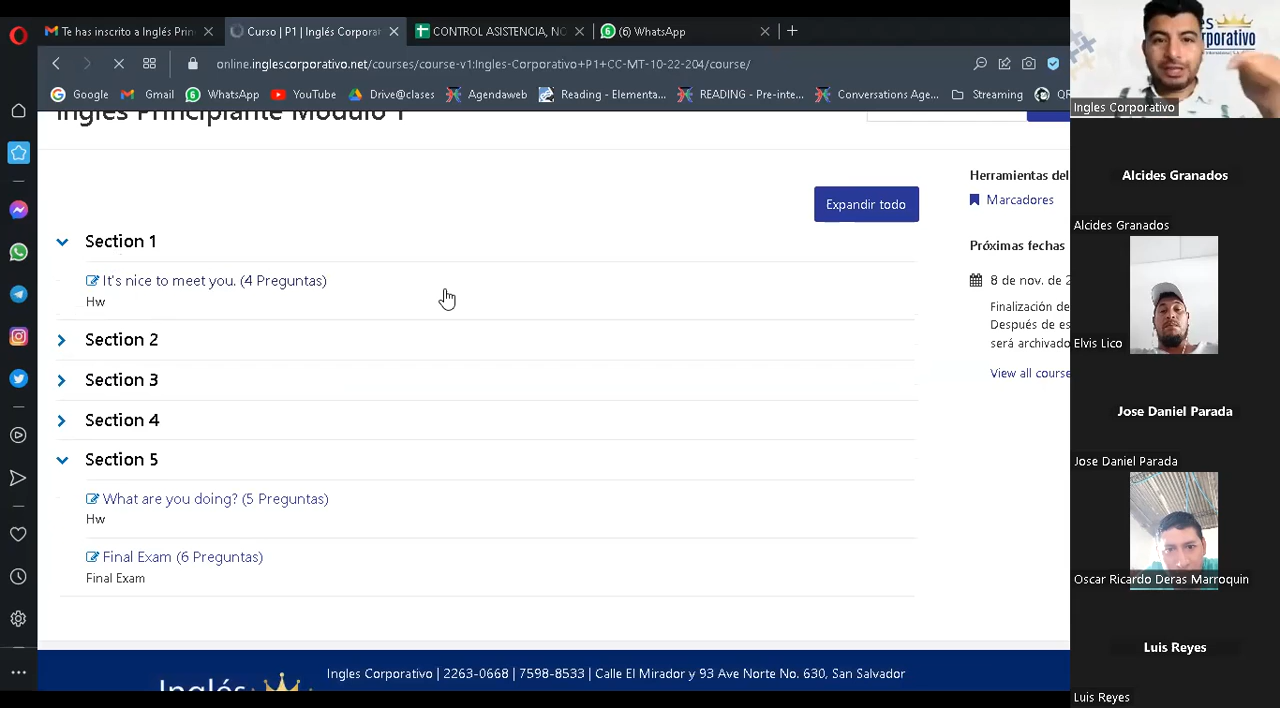 Te has inscrito a Inglés Prin
Curso | P1 | Inglés Corporat
CONTROL ASISTENCIA, NO
(6) WhatsApp
online.inglescorporativo.net/courses/course-v1:Ingles-Corporativo+P1+CC-MT-10-22-204/course/
Google
Gmail
WhatsApp
YouTube
Drive@clases
Agendaweb
Reading - Elementa...
READING - Pre-inte...
Conversations Age...
Streaming
QR
Inglés Principiante Módulo 1
Expandir todo
Section 1
It's nice to meet you. (4 Preguntas)
Hw
Section 2
Section 3
Section 4
Section 5
What are you doing? (5 Preguntas)
Hw
Final Exam (6 Preguntas)
Final Exam
Herramientas del
Marcadores
Próximas fechas
8 de nov. de 2
Finalización de
Después de es
será archivado
View all course
Ingles Corporativo | 2263-0668 | 7598-8533 | Calle El Mirador y 93 Ave Norte No. 630, San Salvador
Inglés
Ingles Corporativo
Alcides Granados
Alcides Granados
Elvis Lico
Jose Daniel Parada
Jose Daniel Parada
Oscar Ricardo Deras Marroquin
Luis Reyes
Luis Reyes